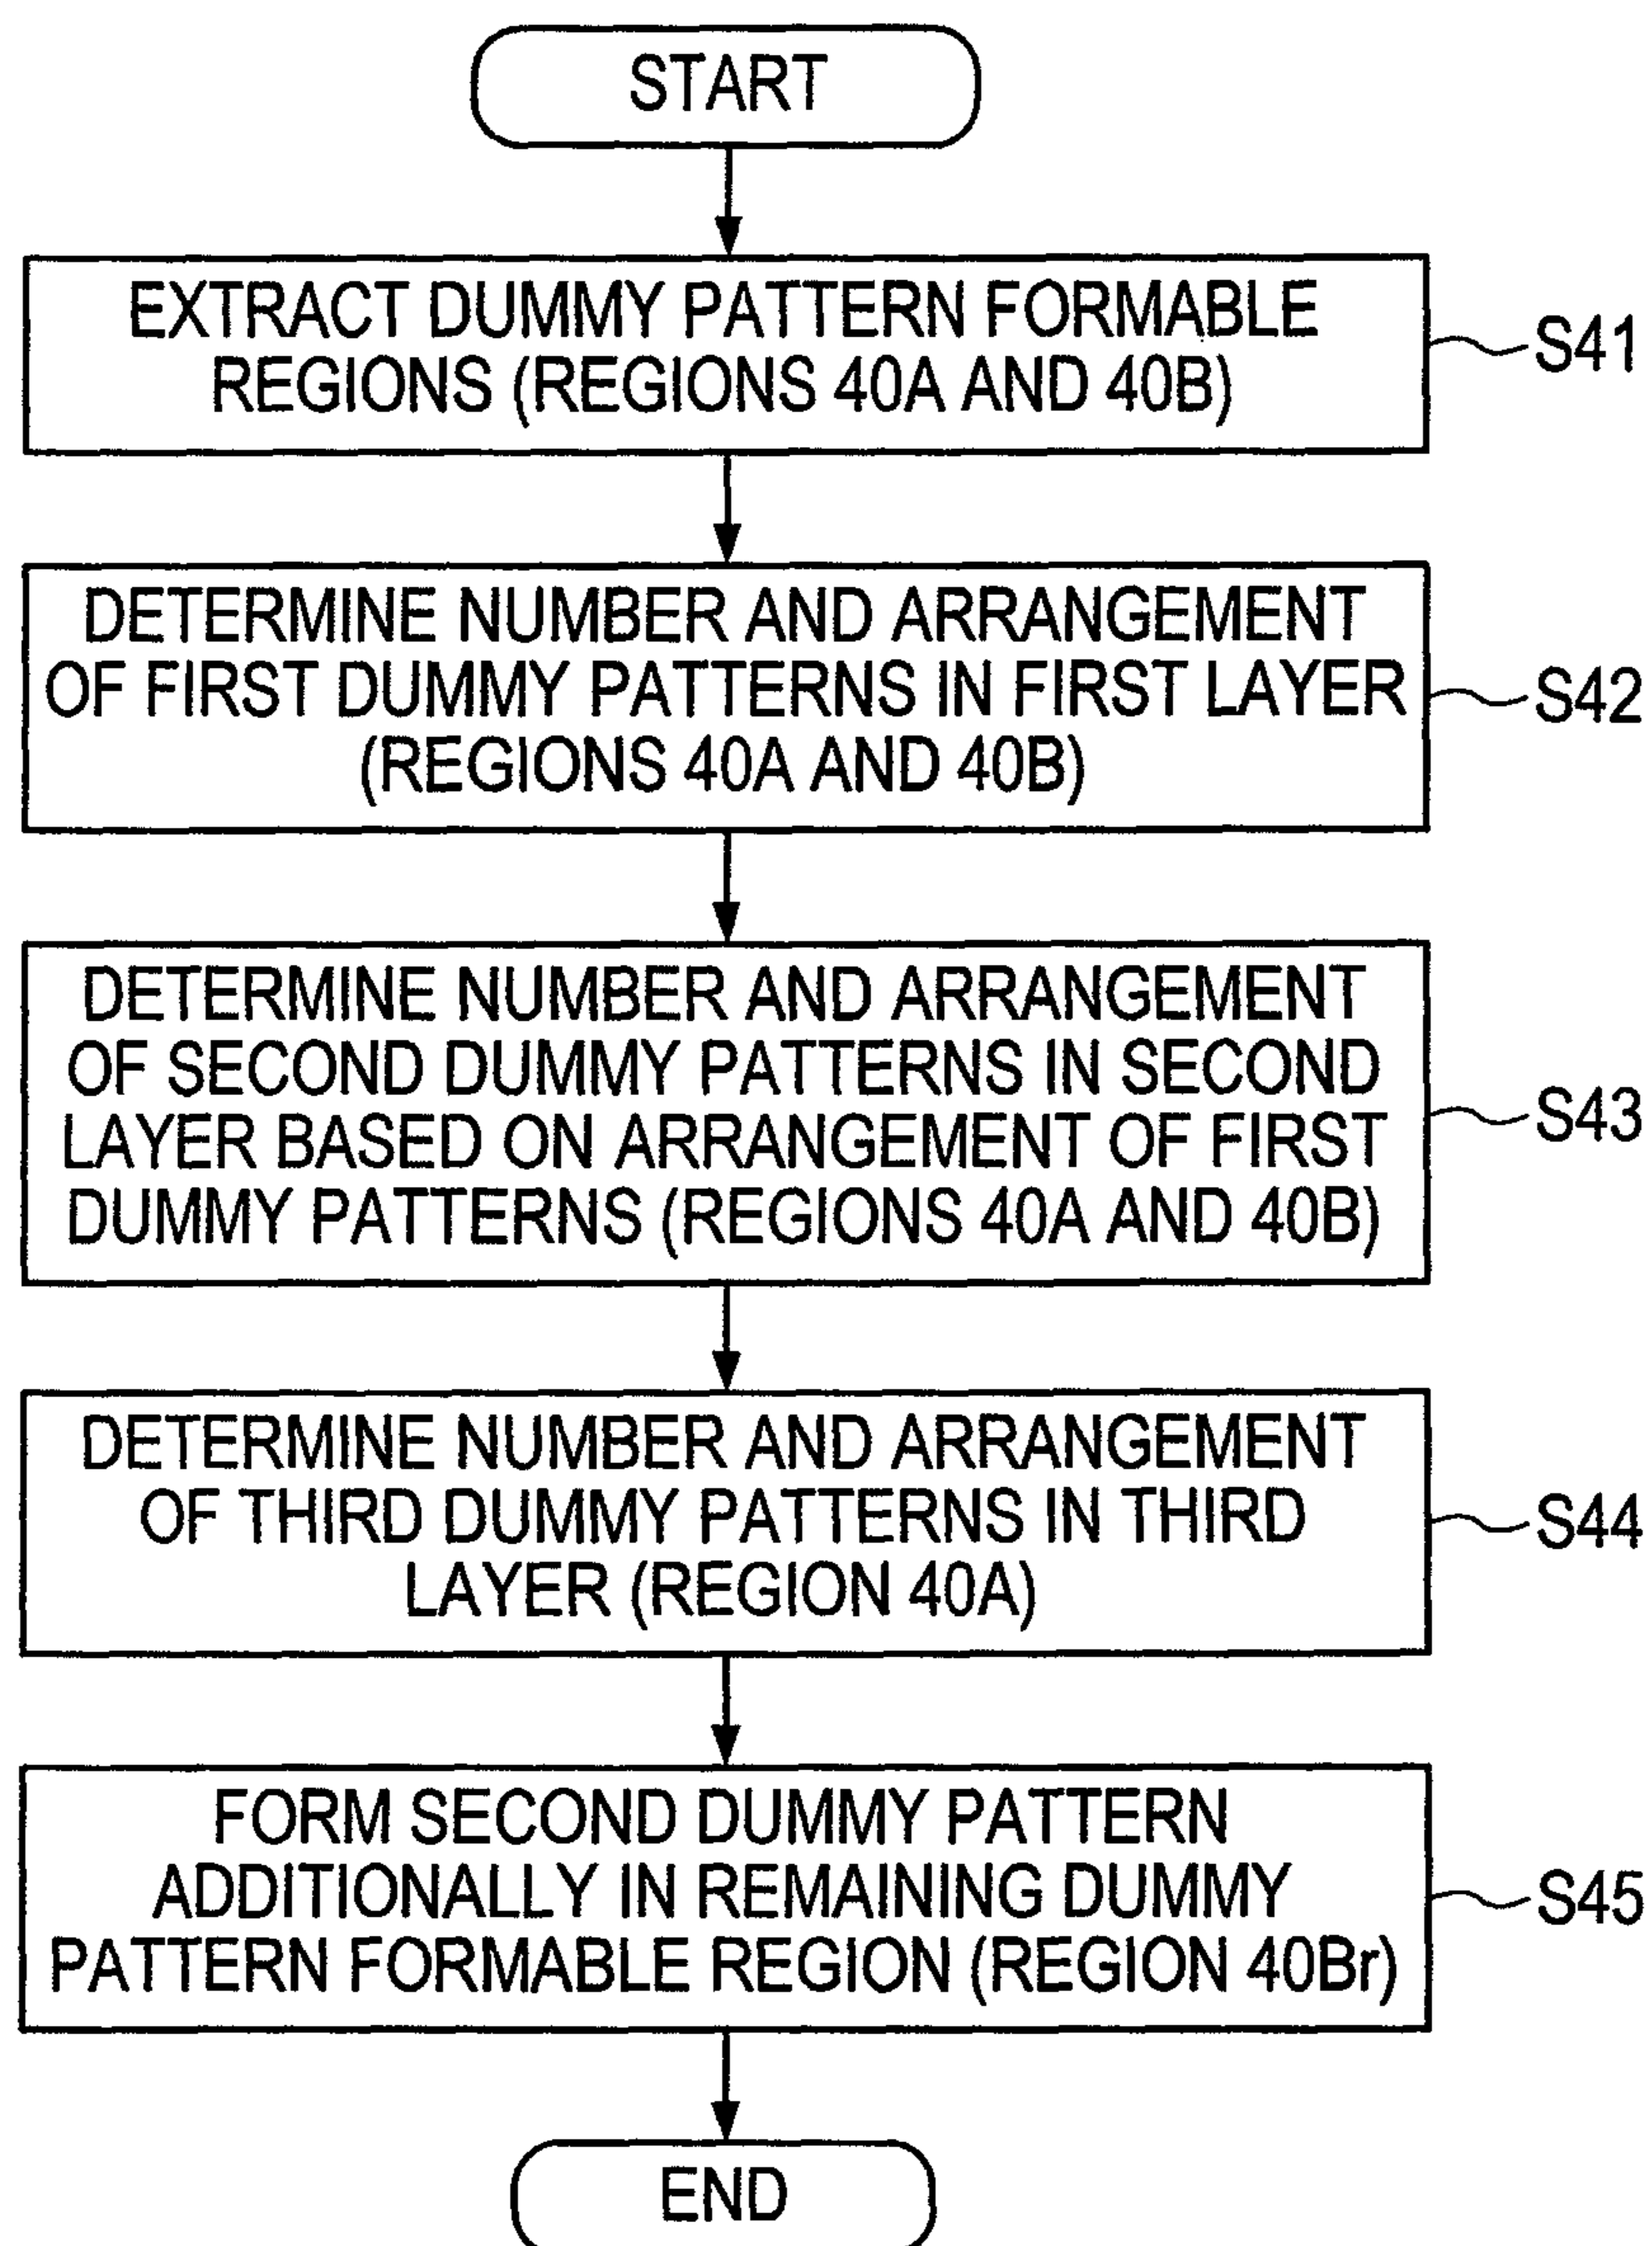 START
EXTRACT DUMMY PATTERN FORMABLE
REGIONS (REGIONS 40A AND 40B)
S41
DETERMINE NUMBER AND ARRANGEMENT
OF FIRST DUMMY PATTERNS IN FIRST LAYER
(REGIONS 40A AND 40B)
S42
DETERMINE NUMBER AND ARRANGEMENT
OF SECOND DUMMY PATTERNS IN SECOND
LAYER BASED ON ARRANGEMENT OF FIRST
DUMMY PATTERNS (REGIONS 40A AND 40B)
S43
DETERMINE NUMBER AND ARRANGEMENT
OF THIRD DUMMY PATTERNS IN THIRD
LAYER (REGION 40A)
S44
FORM SECOND DUMMY PATTERN
ADDITIONALLY IN REMAINING DUMMY
PATTERN FORMABLE REGION (REGION 40Br)
S45
END